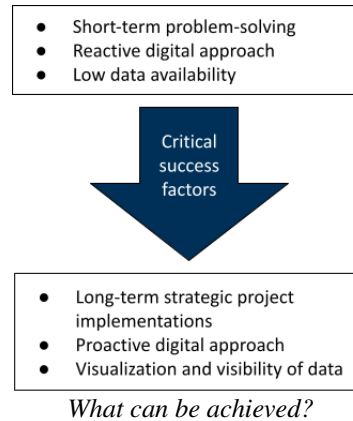 ● Short-term problem-solving
● Reactive digital approach
● Low data availability
Critical
success
factors
● Long-term strategic project
implementations
● Proactive digital approach
● Visualization and visibility of data
What can be achieved?